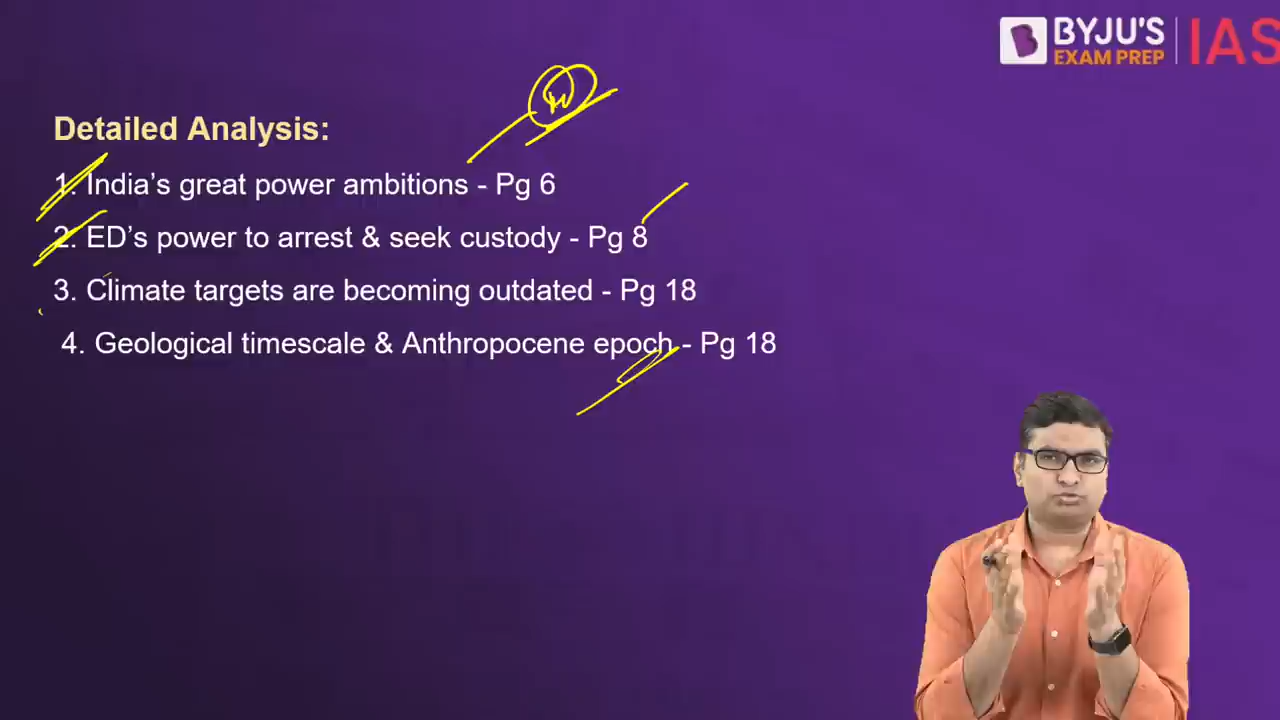 BYJU'S IAS
EXAM PREP
Detailed Analysis:
1. India’s great power ambitions - Pg 6
2. ED’s power to arrest & seek custody - Pg 8
3. Climate targets are becoming outdated - Pg 18
4. Geological timescale & Anthropocene epoch - Pg 18